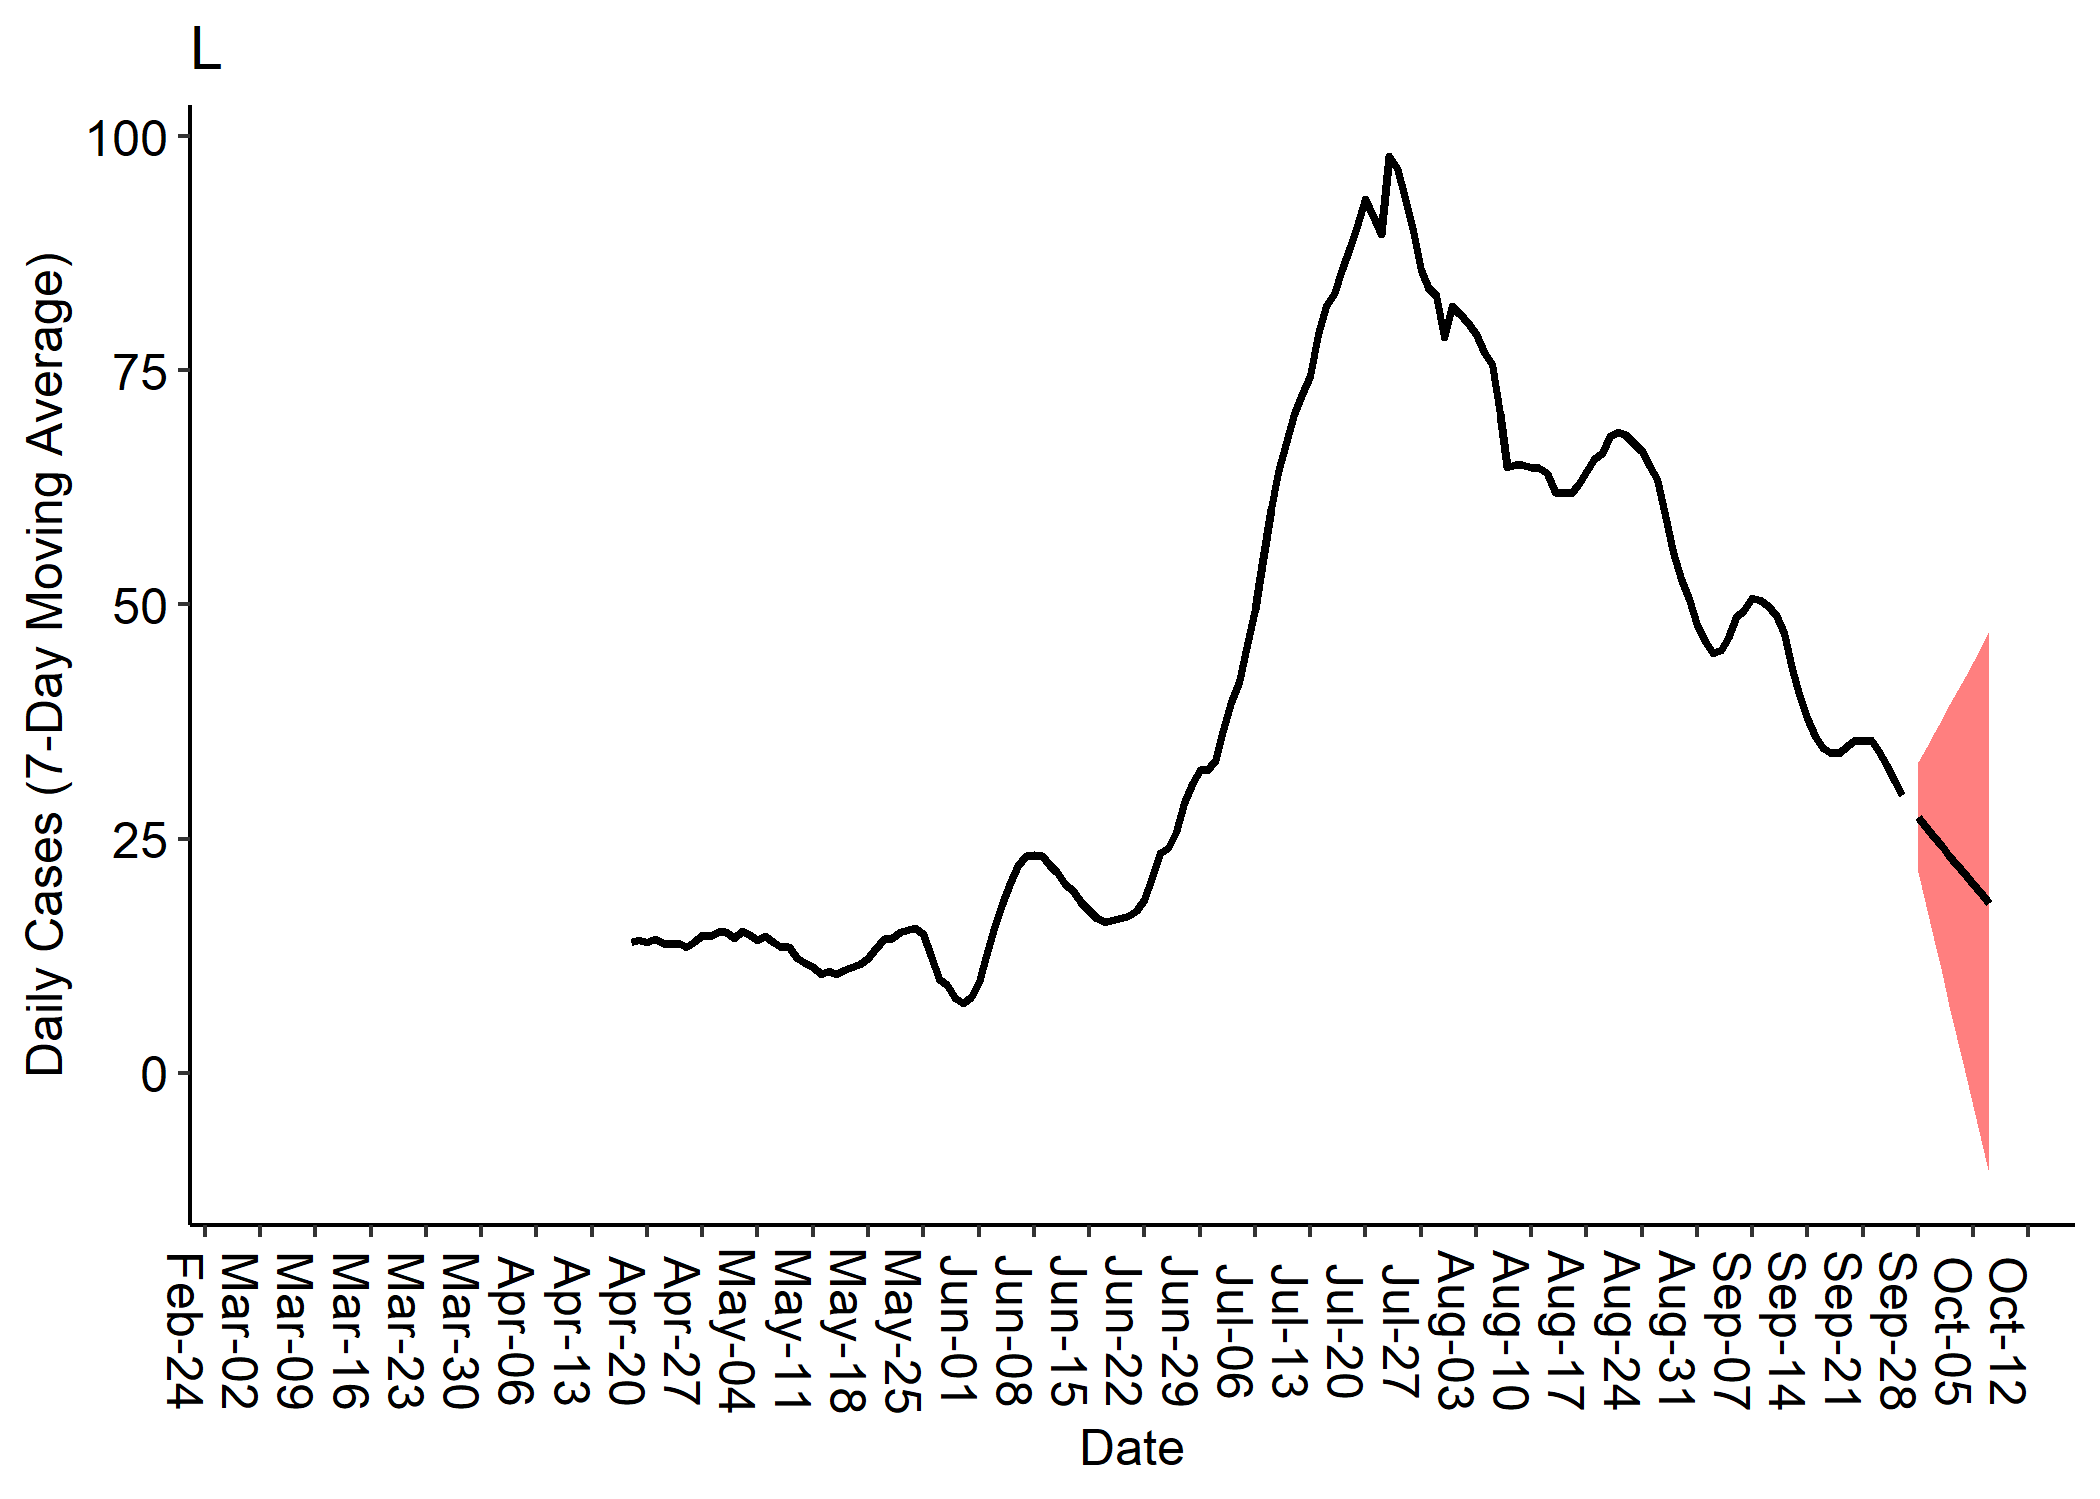 L
Daily Cases (7-Day Moving Average)
100
75
50
25
0
Feb-24
Mar-02
Mar-09
Mar-16
Mar-23
Mar-30
Apr-06
Apr-13
Apr-20
Apr-27
May-04
May-11
May-18
May-25
Jun-01
Jun-08
Jun-15
Jun-22
Jun-29
Jul-06
Jul-13
Jul-20
Jul-27
Aug-03
Aug-10
Aug-17
Aug-24
Aug-31
Sep-07
Sep-14
Sep-21
Sep-28
Oct-05
Oct-12
Date